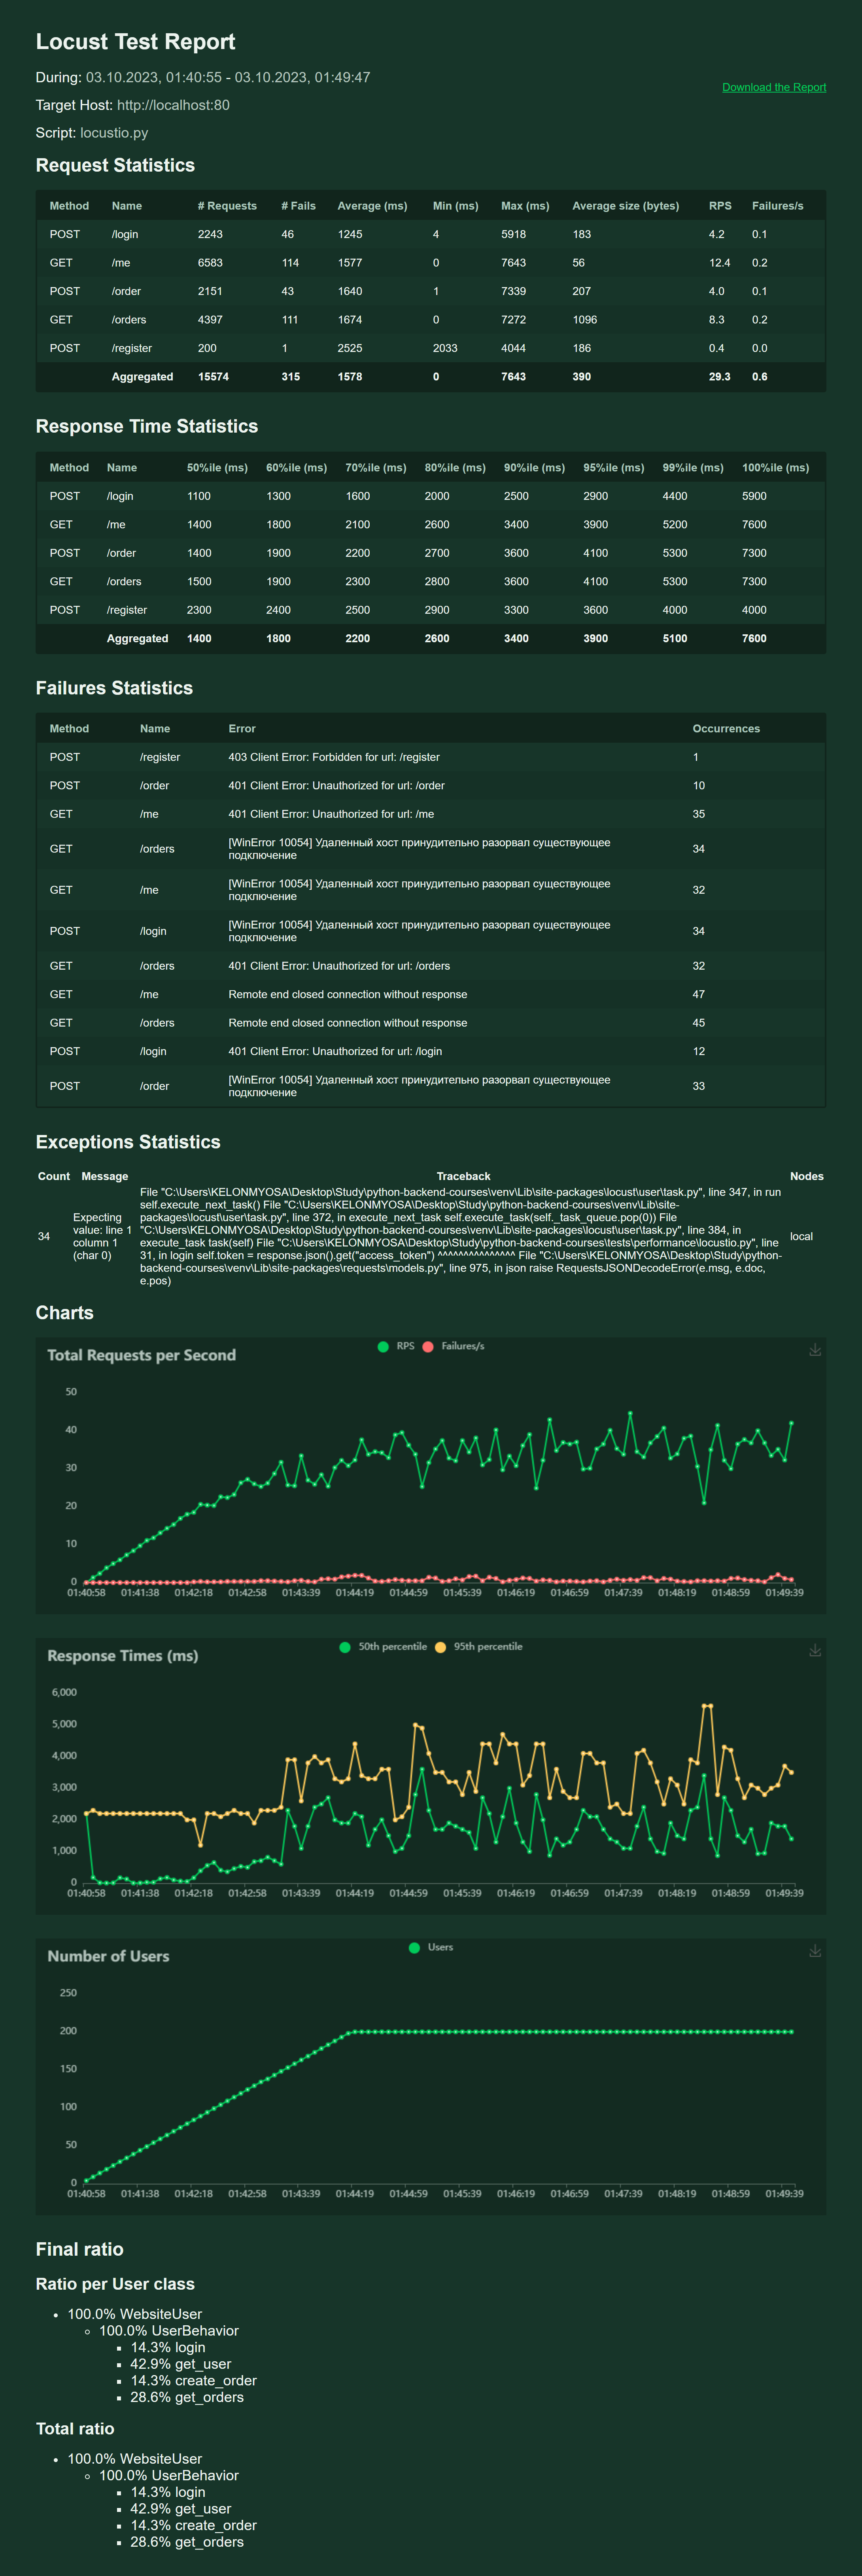 Locust Test Report
During: 03.10.2023, 01:40:55 - 03.10.2023, 01:49:47
Download the Report
Target Host: http://localhost:80
Script: locustio.py
Request Statistics
Method Name # Requests # Fails Average (ms) Min (ms) Max (ms) Average size (bytes) RPS Failures/s
POST /login 2243 46 1245 4 5918 183 4.2 0.1
GET /me 6583 114 1577 0 7643 56 12.4 0.2
POST /order 2151 43 1640 1 7339 207 4.0 0.1
GET /orders 4397 111 1674 0 7272 1096 8.3 0.2
POST /register 200 1 2525 2033 4044 186 0.4 0.0
Aggregated 15574 315 1578 0 7643 390 29.3 0.6
Response Time Statistics
Method Name 50%ile (ms) 60%ile (ms) 70%ile (ms) 80%ile (ms) 90%ile (ms) 95%ile (ms) 99%ile (ms) 100%ile (ms)
POST /login 1100 1300 1600 2000 2500 2900 4400 5900
GET /me 1400 1800 2100 2600 3400 3900 5200 7600
POST /order 1400 1900 2200 2700 3600 4100 5300 7300
GET /orders 1500 1900 2300 2800 3600 4100 5300 7300
POST /register 2300 2400 2500 2900 3300 3600 4000 4000
Aggregated 1400 1800 2200 2600 3400 3900 5100 7600
Failures Statistics
Method Name Error Occurrences
POST /register 403 Client Error: Forbidden for url: /register 1
POST /order 401 Client Error: Unauthorized for url: /order 10
GET /me 401 Client Error: Unauthorized for url: /me 35
GET /orders [WinError 10054] Удаленный хост принудительно разорвал существующее 34
подключение
GET /me [WinError 10054] Удаленный хост принудительно разорвал существующее 32
подключение
POST /login [WinError 10054] Удаленный хост принудительно разорвал существующее 34
подключение
GET /orders 401 Client Error: Unauthorized for url: /orders 32
GET /me Remote end closed connection without response 47
GET /orders Remote end closed connection without response 45
POST /login 401 Client Error: Unauthorized for url: /login 12
POST /order [WinError 10054] Удаленный хост принудительно разорвал существующее 33
подключение
Exceptions Statistics
Count Message Traceback Nodes
34
Expecting
value: line 1
column 1
(char 0)
File "C:\Users\KELONMYOSA\Desktop\Study\python-backend-courses\venv\Lib\site-packages\locust\user\task.py", line 347, in run
self.execute_next_task() File "C:\Users\KELONMYOSA\Desktop\Study\python-backend-courses\venv\Lib\site-
packages\locust\user\task.py", line 372, in execute_next_task self.execute_task(self._task_queue.pop(0)) File
"C:\Users\KELONMYOSA\Desktop\Study\python-backend-courses\venv\Lib\site-packages\locust\user\task.py", line 384, in
execute_task task(self) File "C:\Users\KELONMYOSA\Desktop\Study\python-backend-courses\tests\performance\locustio.py", line
31, in login self.token = response.json().get("access_token") ^^^^^^^^^^^^^^^ File "C:\Users\KELONMYOSA\Desktop\Study\python-
backend-courses\venv\Lib\site-packages\requests\models.py", line 975, in json raise RequestsJSONDecodeError(e.msg, e.doc,
e.pos)
local
Charts
Total Requests per Second
RPS Failures/s
50
40
30
20
10
0
01:40:58 01:41:38 01:42:18 01:42:58 01:43:39 01:44:19 01:44:59 01:45:39 01:46:19 01:46:59 01:47:39 01:48:19 01:48:59 01:49:39
Response Times (ms)
50th percentile 95th percentile
6,000
5,000
4,000
3,000
2,000
1,000
0
01:40:58 01:41:38 01:42:18 01:42:58 01:43:39 01:44:19 01:44:59 01:45:39 01:46:19 01:46:59 01:47:39 01:48:19 01:48:59 01:49:39
Number of Users
Users
250
200
150
100
50
0
01:40:58 01:41:38 01:42:18 01:42:58 01:43:39 01:44:19 01:44:59 01:45:39 01:46:19 01:46:59 01:47:39 01:48:19 01:48:59 01:49:39
Final ratio
Ratio per User class
100.0% WebsiteUser
100.0% UserBehavior
14.3% login
42.9% get_user
14.3% create_order
28.6% get_orders
Total ratio
100.0% WebsiteUser
100.0% UserBehavior
14.3% login
42.9% get_user
14.3% create_order
28.6% get_orders